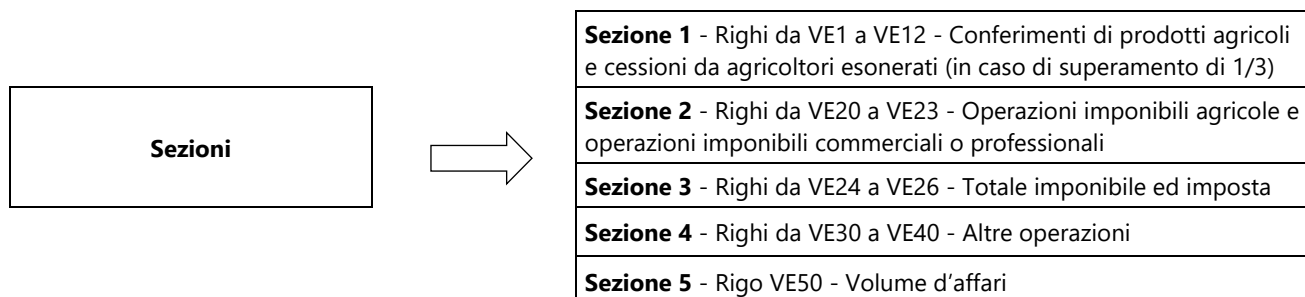 Sezioni
Sezione 1 - Righi da VE1 a VE12 - Conferimenti di prodotti agricoli
e cessioni da agricoltori esonerati (in caso di superamento di 1/3)
Sezione 2 - Righi da VE20 a VE23 - Operazioni imponibili agricole e
operazioni imponibili commerciali o professionali
Sezione 3 - Righi da VE24 a VE26 - Totale imponibile ed imposta
Sezione 4 - Righi da VE30 a VE40 - Altre operazioni
Sezione 5 - Rigo VE50 - Volume d’affari